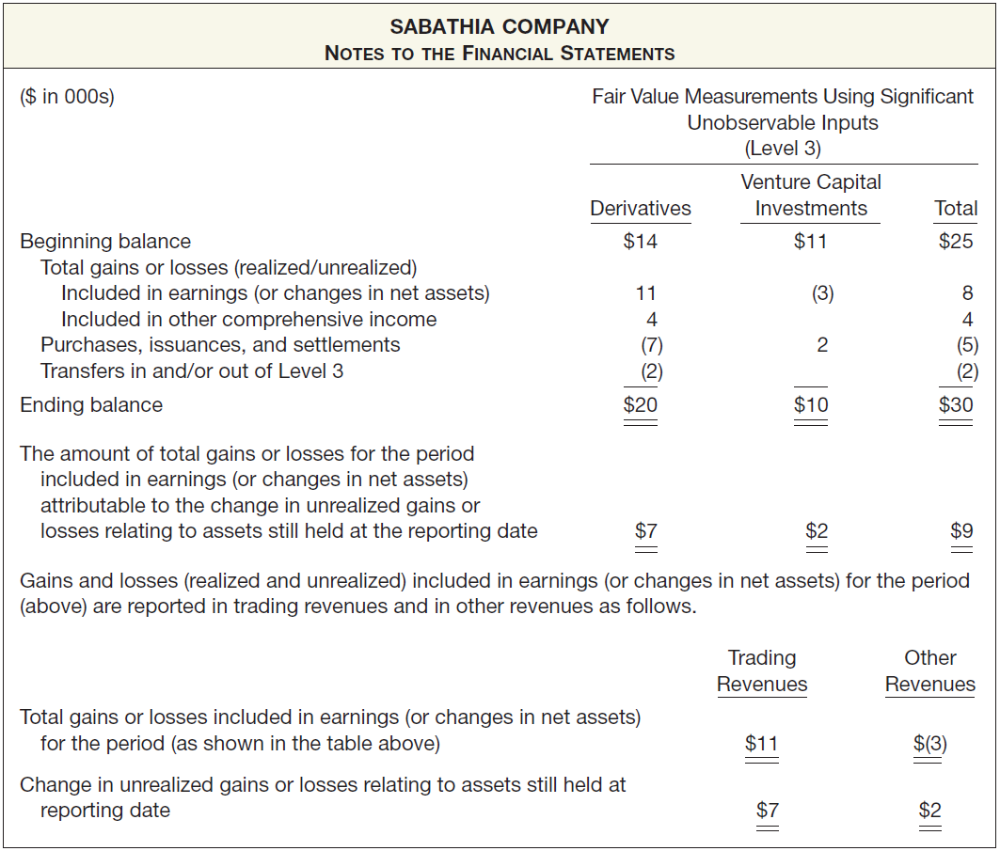 SABATHIA COMPANY
NOTES TO THE FINANCIAL STATEMENTS
($ in 000s) Fair Value Measurements Using Significant
Unobservable Inputs
(Level 3)
Venture Capital
Derivatives Investments Total
Beginning balance $14 $11 $25
Total gains or losses (realized/unrealized)
Included in earnings (or changes in net assets) 11 (3) 8
Included in other comprehensive income 4 4
Purchases, issuances, and settlements (7) 2 (5)
Transfers in and/or out of Level 3 (2) (2)
Ending balance $20 $10 $30
The amount of total gains or losses for the period
included in earnings (or changes in net assets)
attributable to the change in unrealized gains or
losses relating to assets still held at the reporting date $7 $2 $9
Gains and losses (realized and unrealized) included in earnings (or changes in net assets) for the period
(above) are reported in trading revenues and in other revenues as follows.
Trading Other
Revenues Revenues
Total gains or losses included in earnings (or changes in net assets)
for the period (as shown in the table above) $11 $(3)
Change in unrealized gains or losses relating to assets still held at
reporting date $7 $2